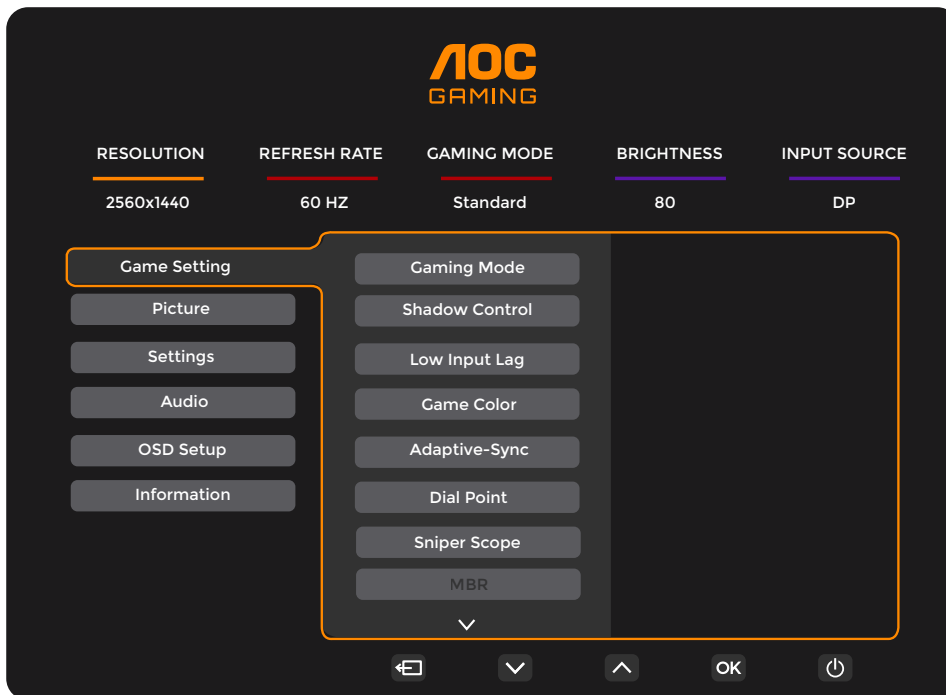 AOC
GAMING
RESOLUTION REFRESH RATE GAMING MODE BRIGHTNESS INPUT SOURCE
2560x1440 60 HZ Standard 80 DP
Game Setting
Picture
Settings
Audio
OSD Setup
Information
Gaming Mode
Shadow Control
Low Input Lag
Game Color
Adaptive-Sync
Dial Point
Sniper Scope
MBR
OK